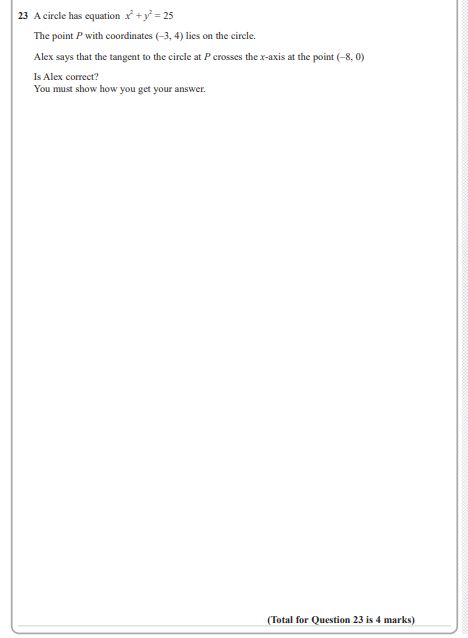 23 A circle has equation x² + y² = 25
The point P with coordinates (–3, 4) lies on the circle.
Alex says that the tangent to the circle at P crosses the x-axis at the point (–8, 0)
Is Alex correct?
You must show how you get your answer.
(Total for Question 23 is 4 marks)